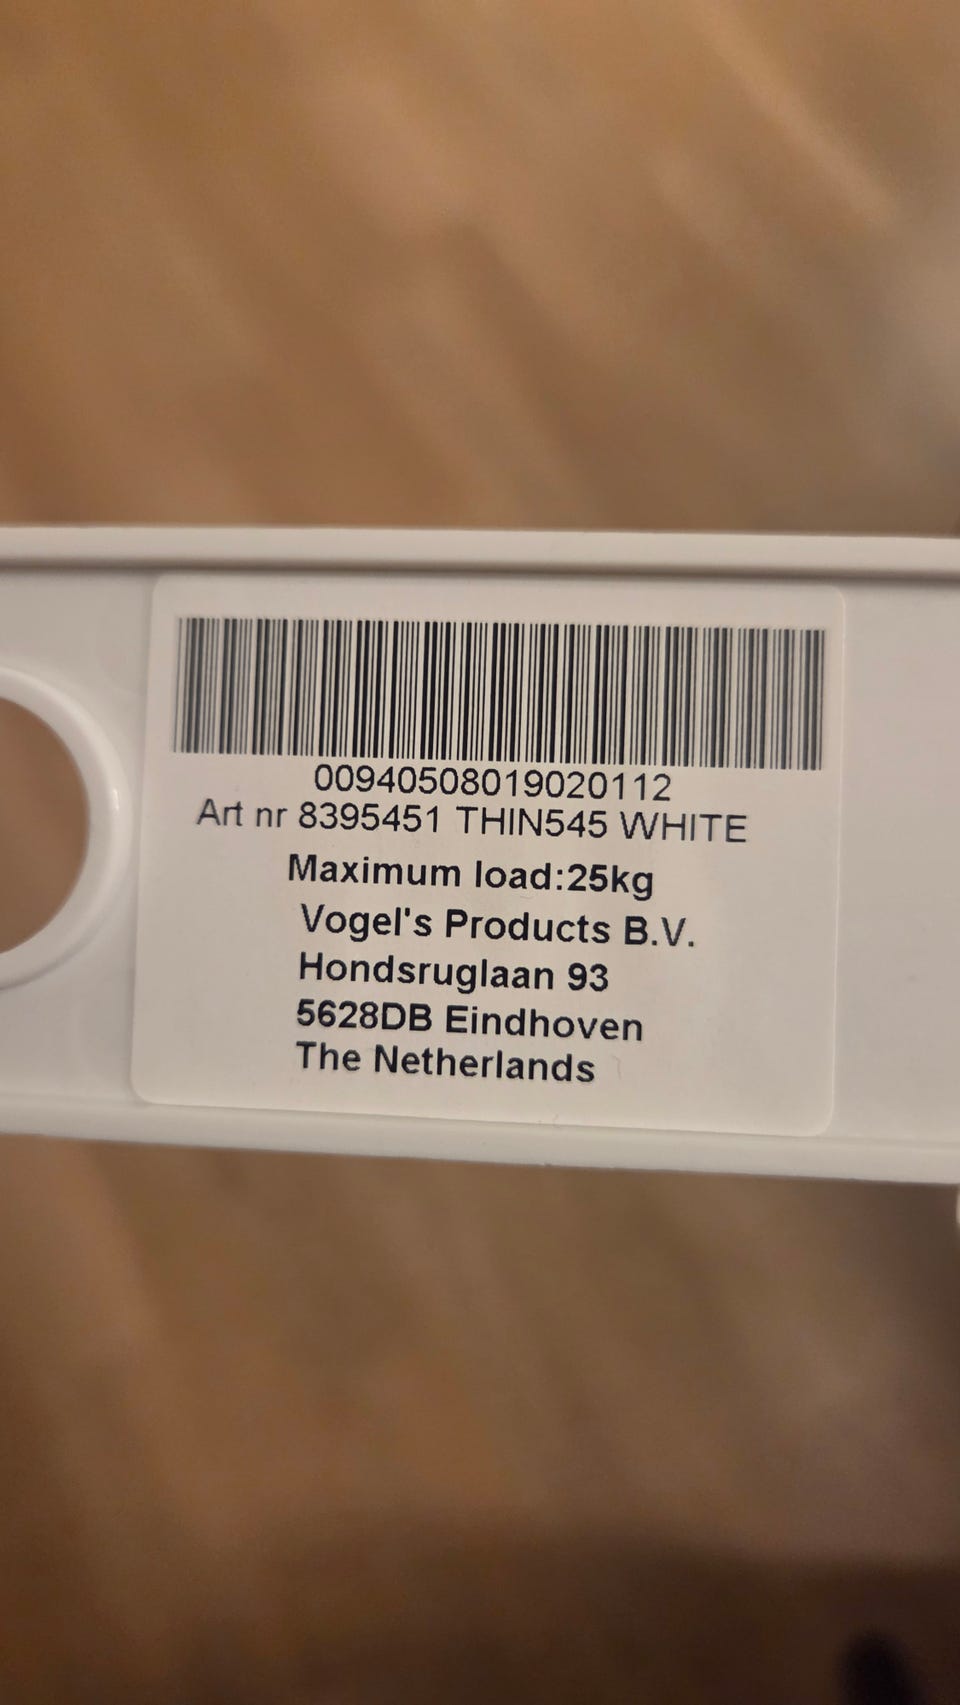 00940508019020112
Art nr 8395451 THIN545 WHITE
Maximum load:25kg
Vogel's Products B.V.
Hondsruglaan 93
5628DB Eindhoven
The Netherlands